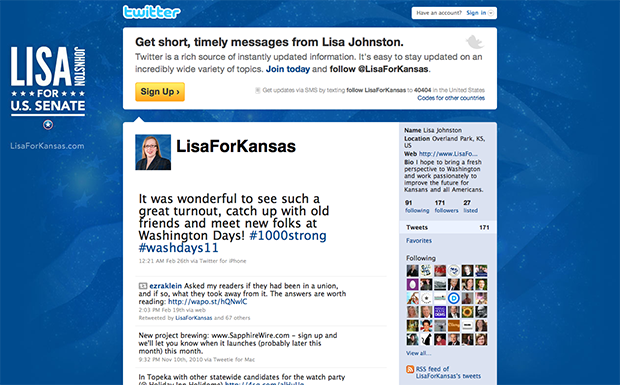 twitter
Have an account? Sign in
LISA JOHNSTON
FOR
U.S. SENATE
LisaForKansas.com
Get short, timely messages from Lisa Johnston.
Twitter is a rich source of instantly updated information. It's easy to stay updated on an
incredibly wide variety of topics. Join today and follow @LisaForKansas.
Sign Up ›
Get updates via SMS by texting follow LisaForKansas to 40404 in the United States
Codes for other countries
LisaForKansas
It was wonderful to see such a
great turnout, catch up with old
friends and meet new folks at
Washington Days! #1000strong
#washdays11
12:21 AM Feb 26th via Twitter for iPhone
ezraklein Asked my readers if they had been in a union,
and if so, what they took away from it. The answers are worth
reading: http://wapo.st/hQNwlC
2:03 PM Feb 19th via web
Retweeted by LisaForKansas and 67 others
New project brewing: www.SapphireWire.com - sign up and
we'll let you know when it launches (probably later this
month) this month.
9:32 PM Nov 10th, 2010 via Tweetie for Mac
In Topeka with other statewide candidates for the watch party
Name Lisa Johnston
Location Overland Park, KS,
US
Web http://www.LisaFo...
Bio I hope to bring a fresh
perspective to Washington
and work passionately to
improve the future for
Kansas and all Americans.
91 171 27
following followers listed
Tweets 171
Favorites
Following
View all...
RSS feed of
LisaForKansas's tweets